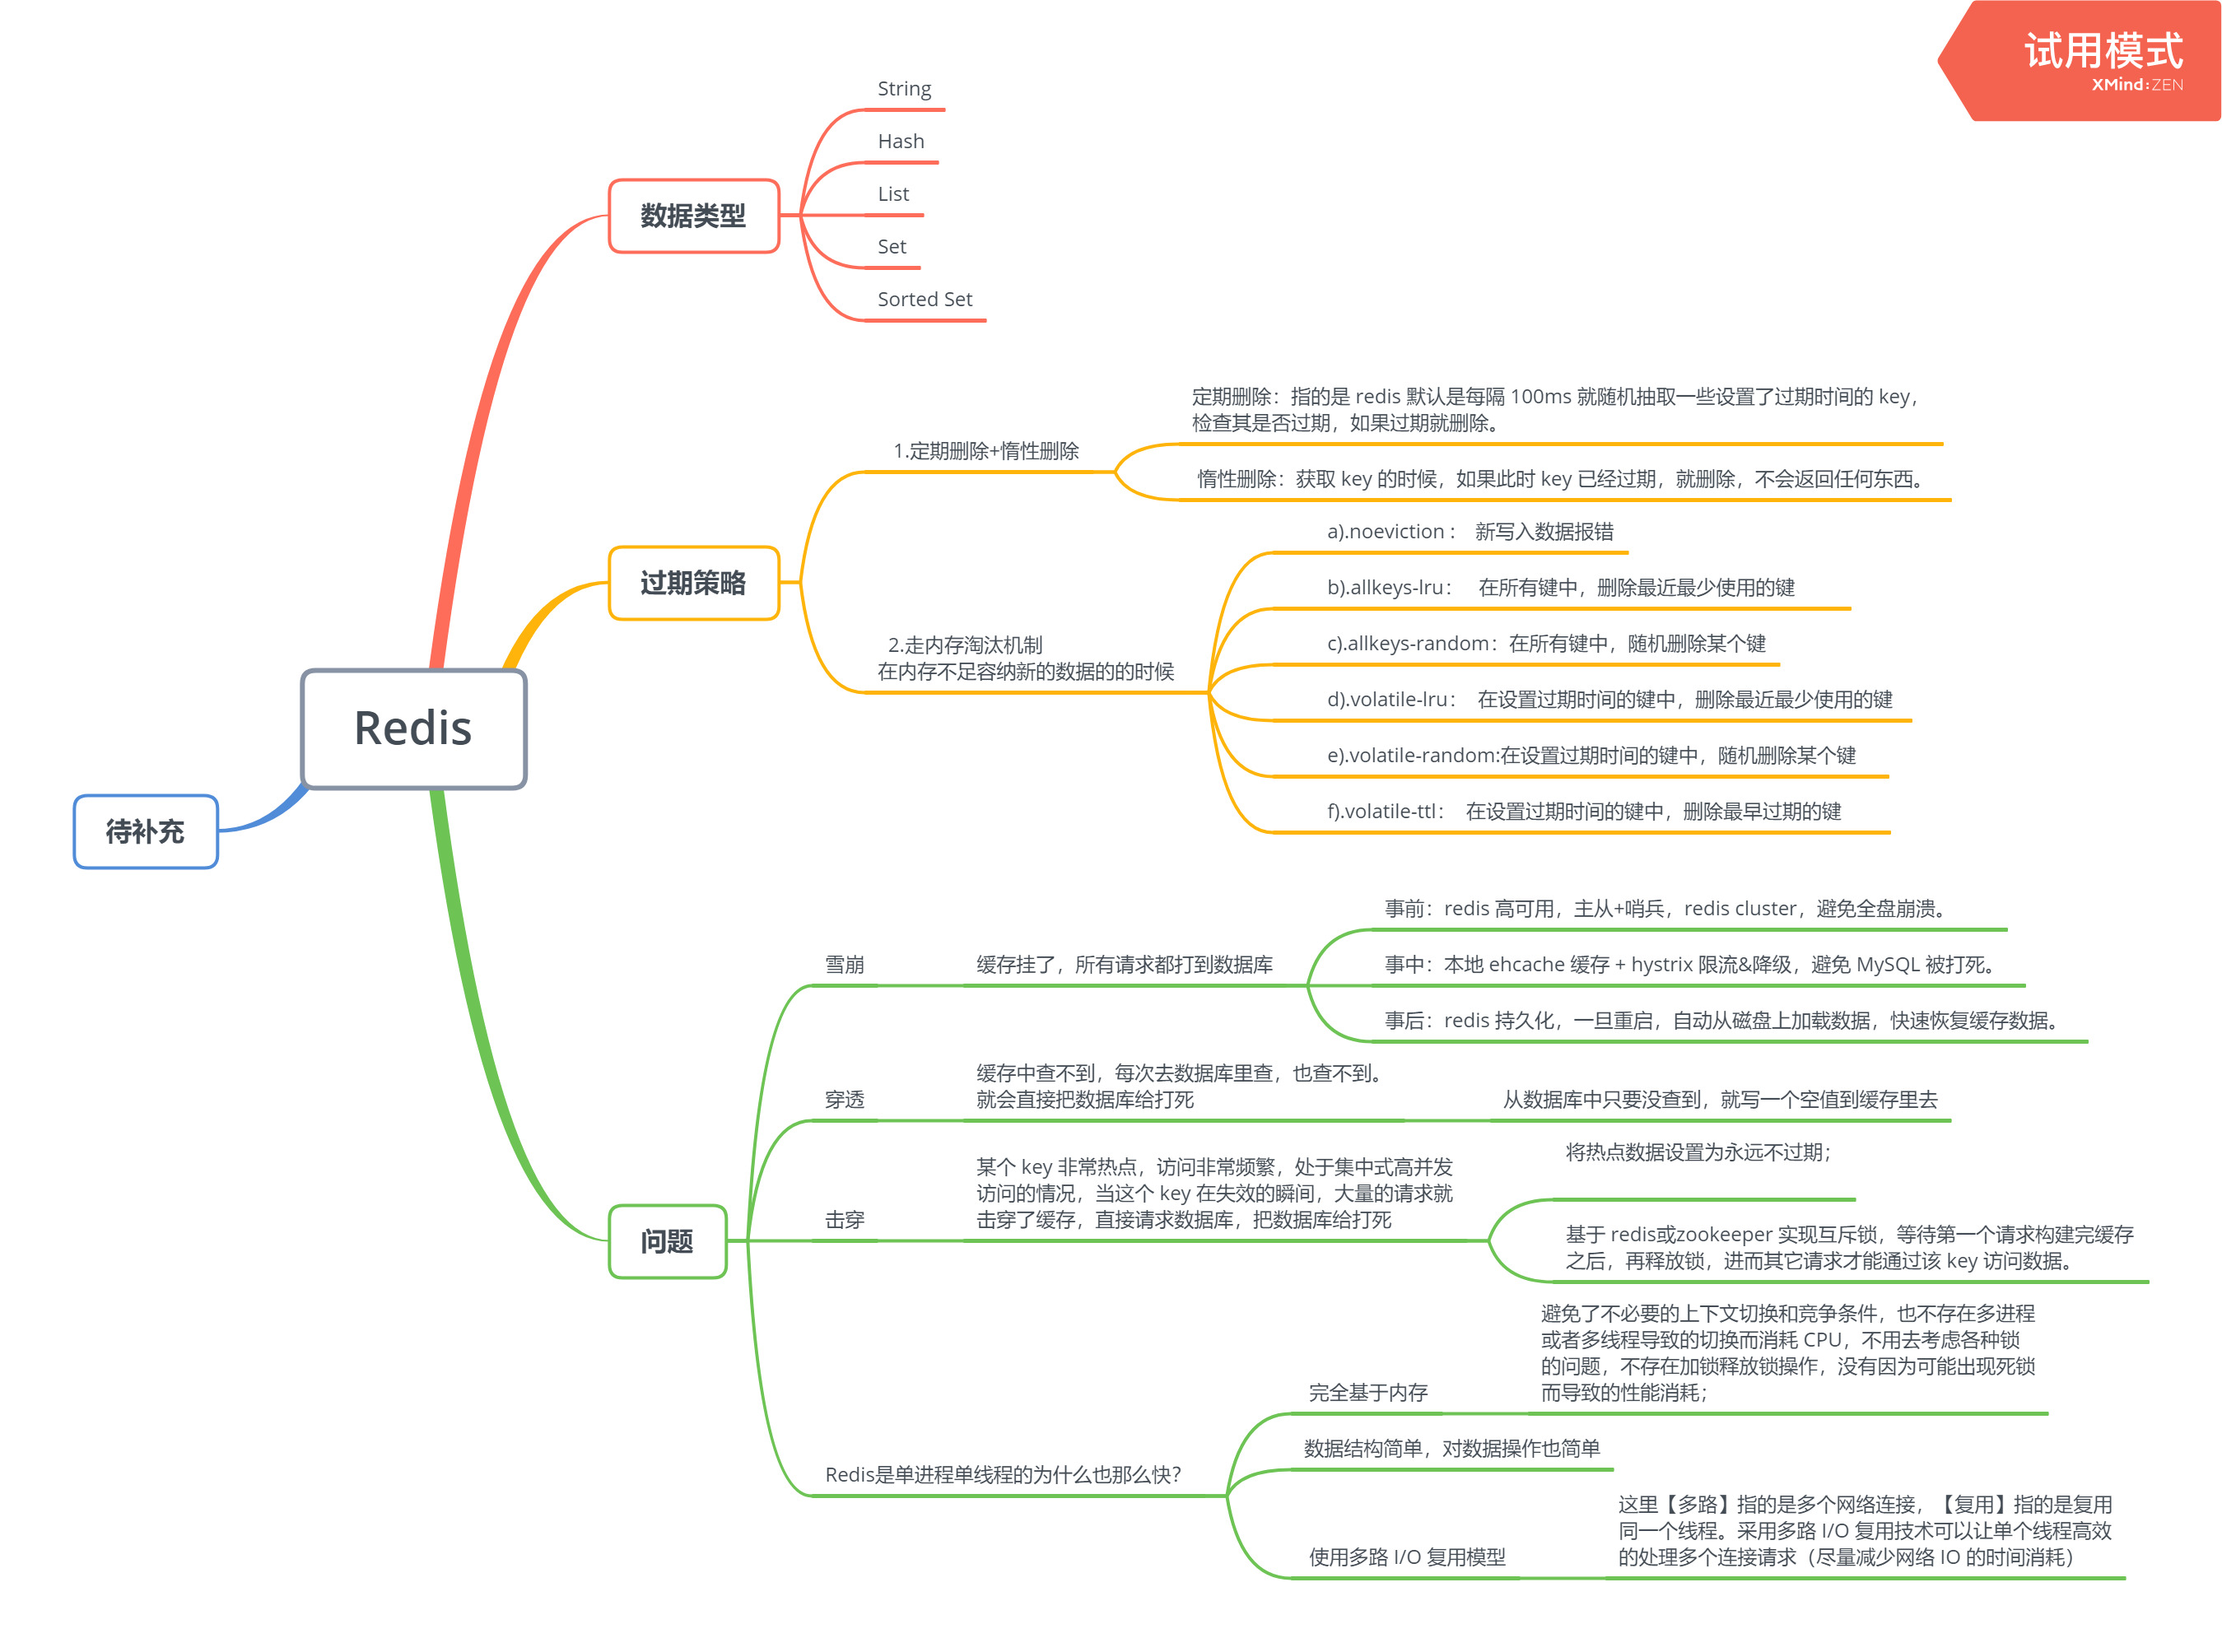 试用模式
XMind:ZEN
Redis
数据类型
String
Hash
List
Set
Sorted Set
过期策略
1.定期删除+惰性删除
定期删除：指的是 redis 默认是每隔 100ms 就随机抽取一些设置了过期时间的 key，
检查其是否过期，如果过期就删除。
惰性删除：获取 key 的时候，如果此时 key 已经过期，就删除，不会返回任何东西。
2.走内存淘汰机制
在内存不足容纳新的数据的的时候
a).noeviction： 新写入数据报错
b).allkeys-lru： 在所有键中，删除最近最少使用的键
c).allkeys-random：在所有键中，随机删除某个键
d).volatile-lru： 在设置过期时间的键中，删除最近最少使用的键
e).volatile-random:在设置过期时间的键中，随机删除某个键
f).volatile-ttl： 在设置过期时间的键中，删除最早过期的键
问题
雪崩
缓存挂了，所有请求都打到数据库
事前：redis 高可用，主从+哨兵，redis cluster，避免全盘崩溃。
事中：本地 ehcache 缓存 + hystrix 限流&降级，避免 MySQL 被打死。
事后：redis 持久化，一旦重启，自动从磁盘上加载数据，快速恢复缓存数据。
穿透
缓存中查不到，每次去数据库里查，也查不到。
就会直接把数据库给打死
从数据库中只要没查到，就写一个空值到缓存里去
击穿
某个 key 非常热点，访问非常频繁，处于集中式高并发
访问的情况，当这个 key 在失效的瞬间，大量的请求就
击穿了缓存，直接请求数据库，把数据库给打死
将热点数据设置为永远不过期；
基于 redis或zookeeper 实现互斥锁，等待第一个请求构建完缓存
之后，再释放锁，进而其它请求才能通过该 key 访问数据。
Redis是单进程单线程的为什么也那么快？
完全基于内存
避免了不必要的上下文切换和竞争条件，也不存在多进程
或者多线程导致的切换而消耗 CPU，不用去考虑各种锁
的问题，不存在加锁释放锁操作，没有因为可能出现死锁
而导致的性能消耗；
数据结构简单，对数据操作也简单
使用多路 I/O 复用模型
这里【多路】指的是多个网络连接，【复用】指的是复用
同一个线程。采用多路 I/O 复用技术可以让单个线程高效
的处理多个连接请求（尽量减少网络 IO 的时间消耗）
待补充